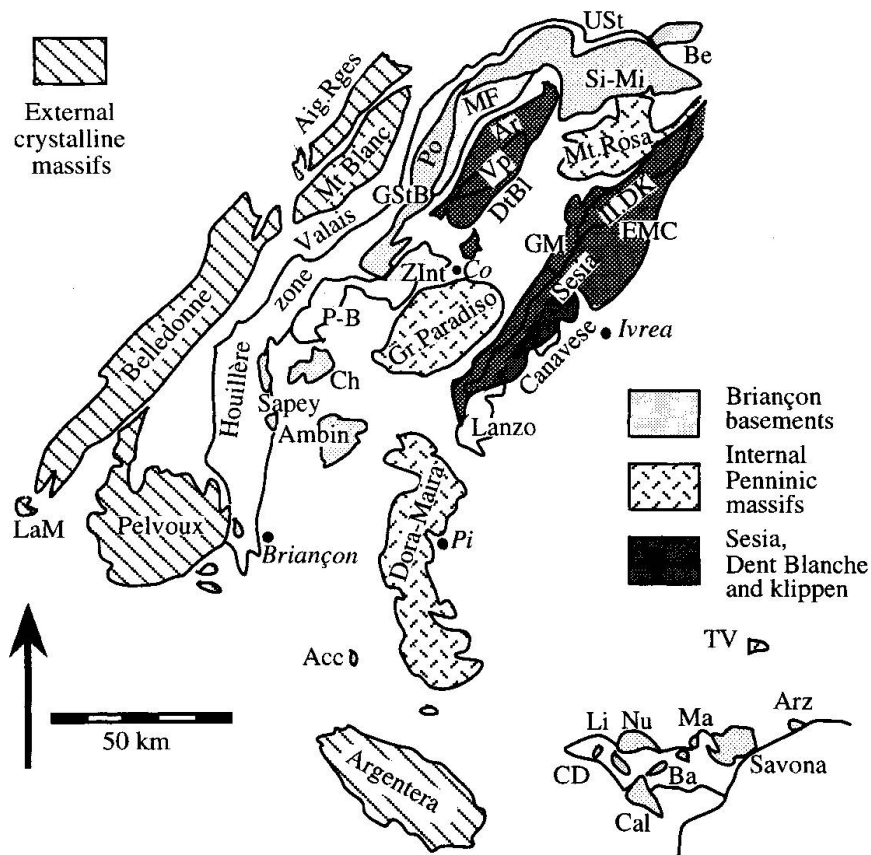 USt
Be
Si-Mi
External
crystalline
massifs
Aig.Rges
Mt Blanc
MF
Po
Ar
Vp
Mt.Rosa
GStB
DtBl
II.DK
Valais
GM
EMC
zone
ZInt
Co
Sesia
Belledonne
P-B
Gr.Paradiso
Canavese
Ivrea
Houillère
Ch
Sapey
Ambin
Lanzo
Briançon
basements
Internal
Penninic
massifs
LaM
Pelvoux
Briançon
Dora-Maira
Pi
Sesia,
Dent Blanche
and klippen
Acc
TV
50 km
Argentera
Li
Nu
Ma
Arz
CD
Ba
Savona
Cal